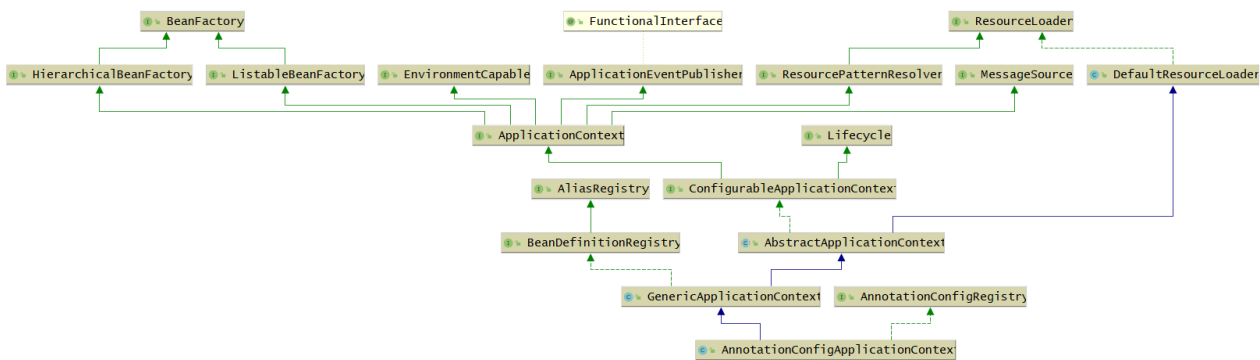 BeanFactory
FunctionalInterface
ResourceLoader
HierarchicalBeanFactory
ListableBeanFactory
EnvironmentCapable
ApplicationEventPublisher
ResourcePatternResolver
MessageSource
DefaultResourceLoader
ApplicationContext
Lifecycle
AliasRegistry
ConfigurableApplicationContext
BeanDefinitionRegistry
AbstractApplicationContext
GenericApplicationContext
AnnotationConfigRegistry
AnnotationConfigApplicationContext